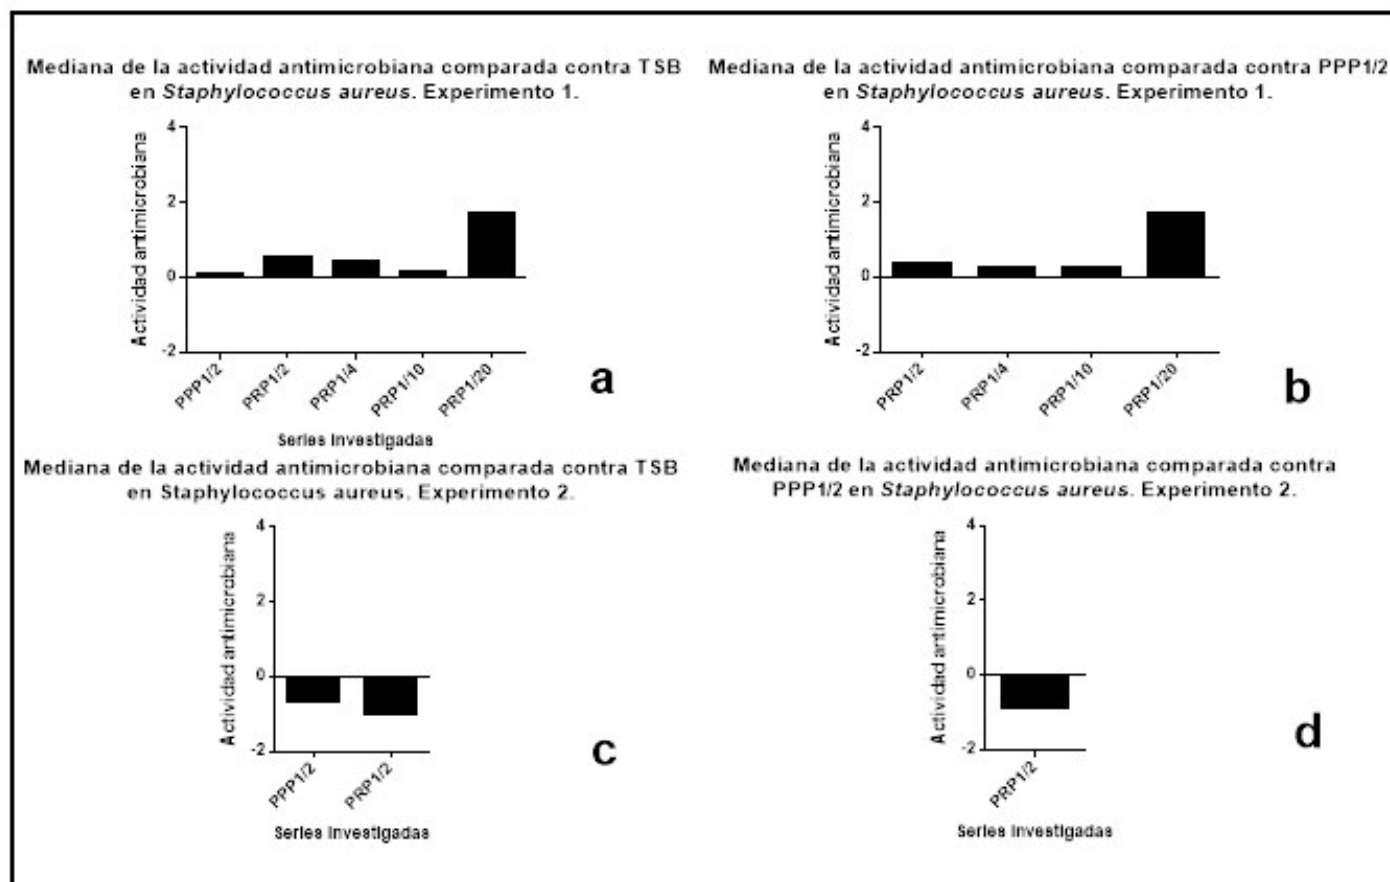 Mediana de la actividad antimicrobiana comparada contra TSB
en Staphylococcus aureus. Experimento 1.
Actividad antimicrobiana
4
2
0
-2
PPP1/2
PRP1/2
PRP1/4
PRP1/10
PRP1/20
Series Investigadas
a
Mediana de la actividad antimicrobiana comparada contra PPP1/2
en Staphylococcus aureus. Experimento 1.
Actividad antimicrobiana
4
2
0
-2
PRP1/2
PRP1/4
PRP1/10
PRP1/20
b
Mediana de la actividad antimicrobiana comparada contra TSB
en Staphylococcus aureus. Experimento 2.
Actividad antimicrobiana
4
2
0
-2
PPP1/2
PRP1/2
Series Investigadas
c
Mediana de la actividad antimicrobiana comparada contra
PPP1/2 en Staphylococcus aureus. Experimento 2.
Actividad antimicrobiana
4
2
0
-2
PRP1/2
Series Investigadas
d